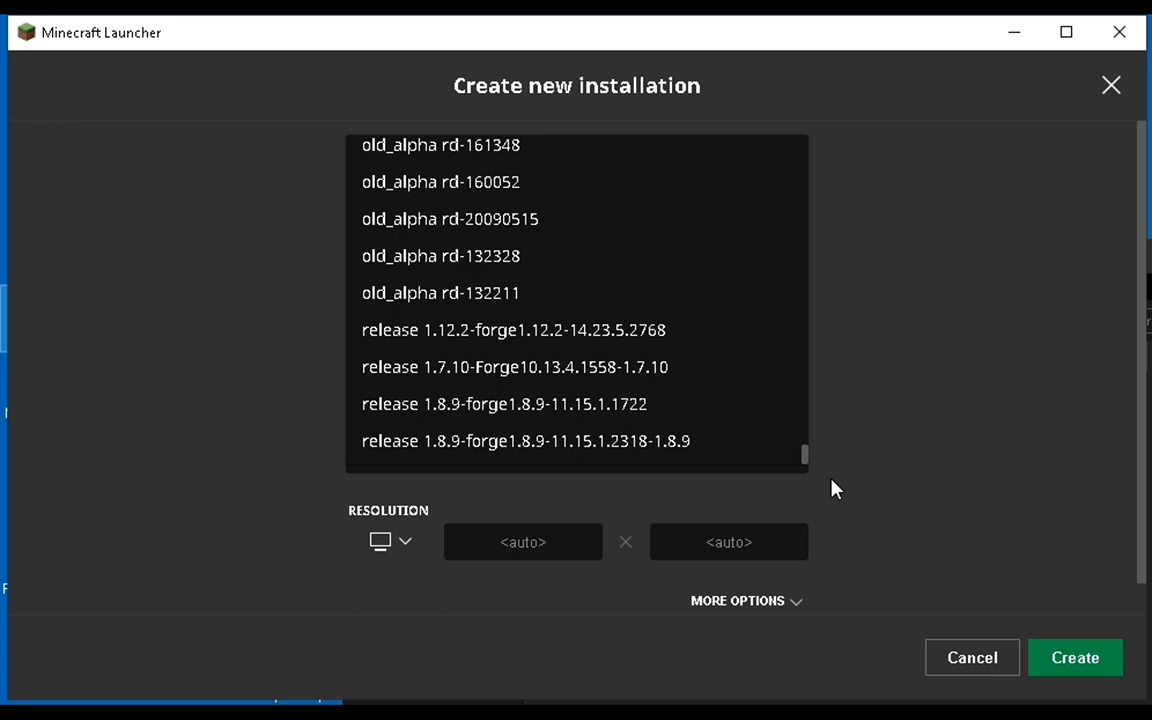 Minecraft Launcher
Create new installation
old_alpha rd-161348
old_alpha rd-160052
old_alpha rd-20090515
old_alpha rd-132328
old_alpha rd-132211
release 1.12.2-forge1.12.2-14.23.5.2768
release 1.7.10-Forge10.13.4.1558-1.7.10
release 1.8.9-forge1.8.9-11.15.1.1722
release 1.8.9-forge1.8.9-11.15.1.2318-1.8.9
RESOLUTION
<auto> <auto>
MORE OPTIONS
Cancel Create